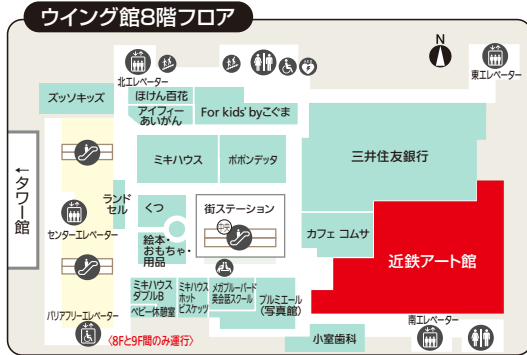 ウイング館8階フロア
N
北エレベーター
東エレベーター
ズッソキッズ
ほけん百花
アイフィー
あいがん
For kids' byこぐま
三井住友銀行
ミキハウス
ポポンデッタ
←タワー館
ランド
セル
くつ
街ステーション
センターエレベーター
絵本・
おもちゃ・
用品
カフェ コムサ
近鉄アート館
ミキハウス
ダブルB
ミキハウス
ホット
ビスケッツ
メガブルーバード
英会話スクール
プルミエール
(写真館)
ベビー休憩室
バリアフリーエレベーター
〈8Fと9F間のみ運行〉
小室歯科
南エレベーター